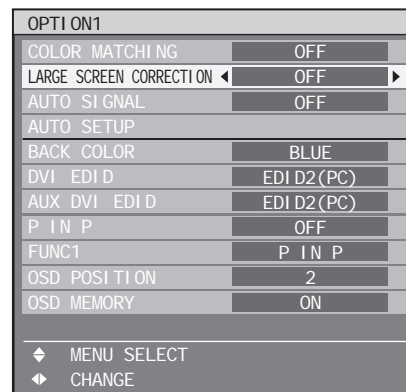 OPTION1
COLOR MATCHING OFF
LARGE SCREEN CORRECTION OFF
AUTO SIGNAL OFF
AUTO SETUP
BACK COLOR BLUE
DVI EDID EDID2(PC)
AUX DVI EDID EDID2(PC)
P IN P OFF
FUNC1 P IN P
OSD POSITION 2
OSD MEMORY ON
MENU SELECT
CHANGE